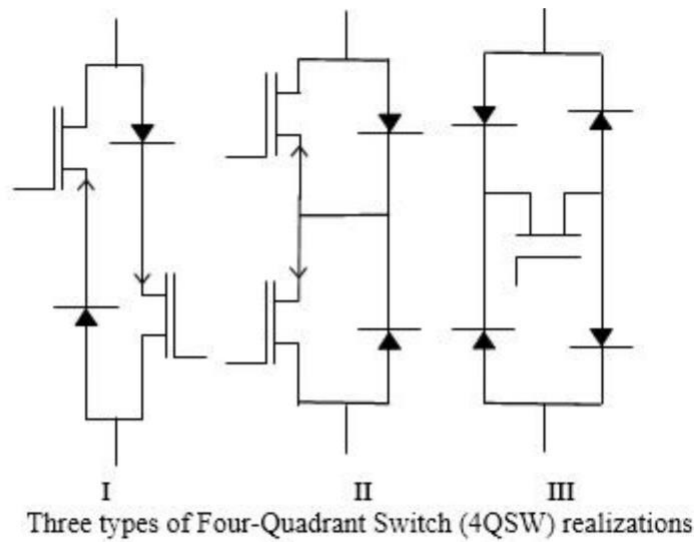 I II III
Three types of Four-Quadrant Switch (4QSW) realizations